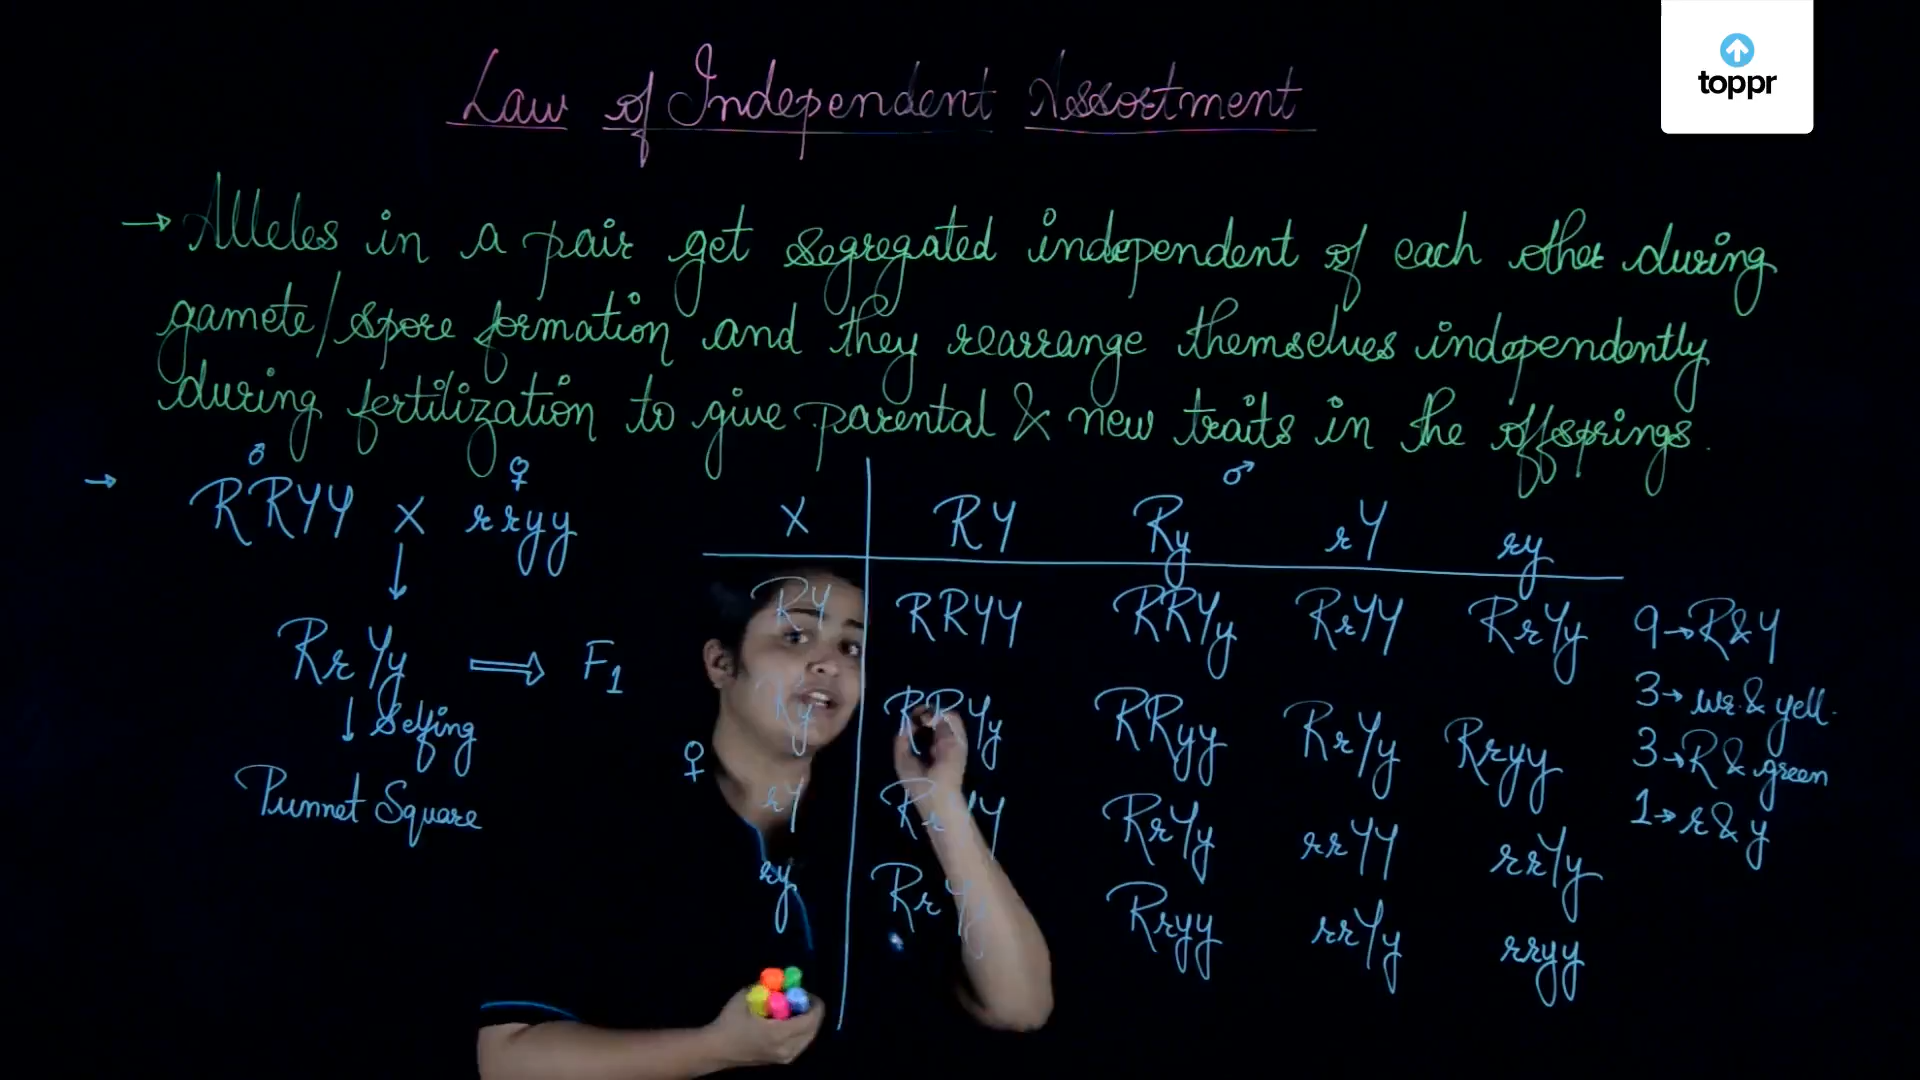 toppr
Law of Independent Assortment
→ Alleles in a pair get segregated independent of each other during
gamete/spore formation and they rearrange themselves independently
during fertilization to give parental & new traits in the offsprings.
♂ ♀ ♂
→ RRYY X rryy
↓
RrYy ⇒ F1
↓ Selfing
Punnet Square
X RY Ry rY ry
RY RRYY RRYy RrYY RrYy
Ry RRYy RRyy RrYy Rryy
♀
rY RrYY RrYy rrYY rrYy
ry RrYy Rryy rrYy rryy
9→R&Y
3→ wr.& yell.
3→R & green
1→ r & y